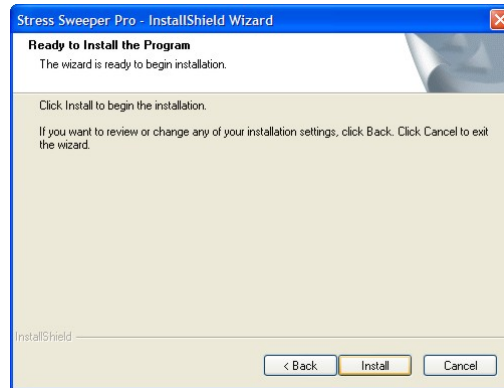 Stress Sweeper Pro - InstallShield Wizard
Ready to Install the Program
The wizard is ready to begin installation.
Click Install to begin the installation.
If you want to review or change any of your installation settings, click Back. Click Cancel to exit
the wizard.
InstallShield
< Back Install Cancel